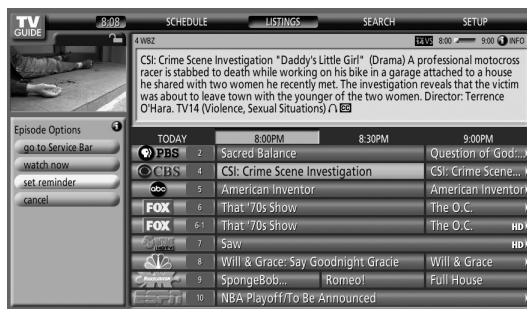 TV GUIDE 8:08 SCHEDULE LISTINGS SEARCH SETUP
4 WBZ 8:00 9:00 INFO
CSI: Crime Scene Investigation "Daddy's Little Girl" (Drama) A professional motocross
racer is stabbed to death while working on his bike in a garage attached to a house
he shared with two women he recently met. The investigation reveals that the victim
was about to leave town with the younger of the two women. Director: Terrence
O'Hara. TV14 (Violence, Sexual Situations)
Episode Options
go to Service Bar
watch now
set reminder
cancel
TODAY 8:00PM 8:30PM 9:00PM
PBS 2 Sacred Balance Question of God:...
CBS 4 CSI: Crime Scene Investigation CSI: Crime Scene...
abc 5 American Inventor American Inventor
FOX 6 That '70s Show The O.C.
FOX 6-1 That '70s Show The O.C. HD
7 Saw HD
8 Will & Grace: Say Goodnight Gracie Will & Grace
9 SpongeBob... Romeo! Full House
ESPN 10 NBA Playoff/To Be Announced